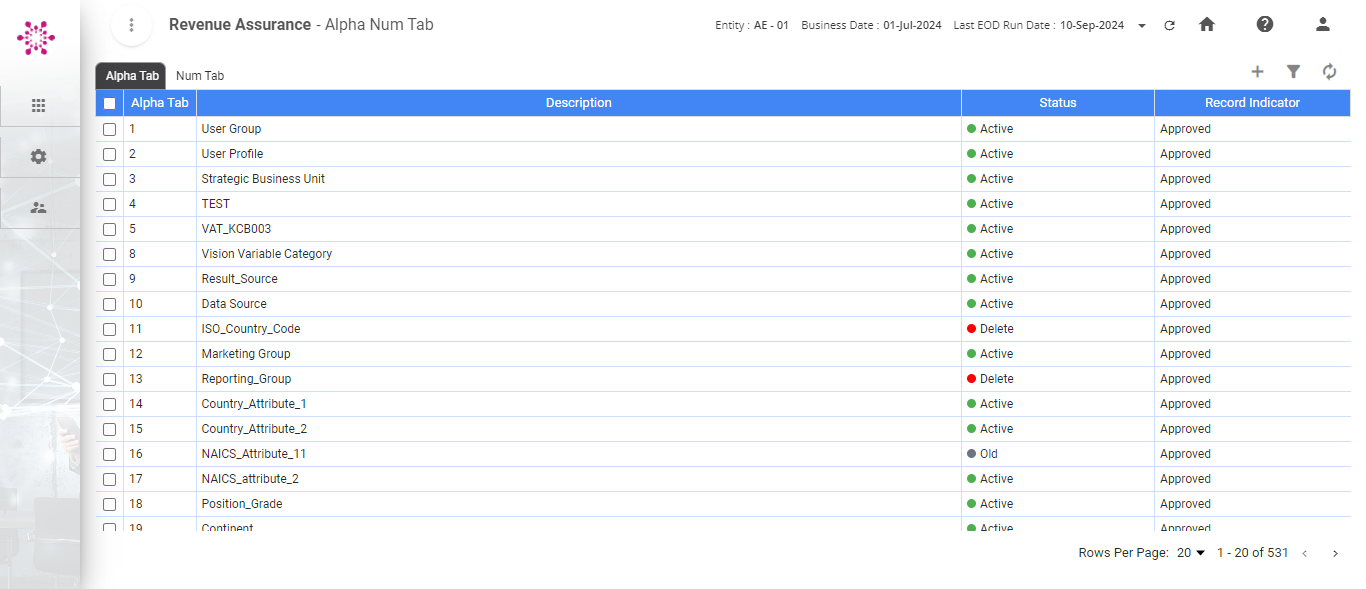 Revenue Assurance - Alpha Num Tab
Entity : AE - 01 Business Date : 01-Jul-2024 Last EOD Run Date : 10-Sep-2024
Alpha Tab Num Tab
Alpha Tab Description Status Record Indicator
1 User Group Active Approved
2 User Profile Active Approved
3 Strategic Business Unit Active Approved
4 TEST Active Approved
5 VAT_KCB003 Active Approved
8 Vision Variable Category Active Approved
9 Result_Source Active Approved
10 Data Source Active Approved
11 ISO_Country_Code Delete Approved
12 Marketing Group Active Approved
13 Reporting_Group Delete Approved
14 Country_Attribute_1 Active Approved
15 Country_Attribute_2 Active Approved
16 NAICS_Attribute_11 Old Approved
17 NAICS_attribute_2 Active Approved
18 Position_Grade Active Approved
19 Continent Active Approved
Rows Per Page: 20 1 - 20 of 531